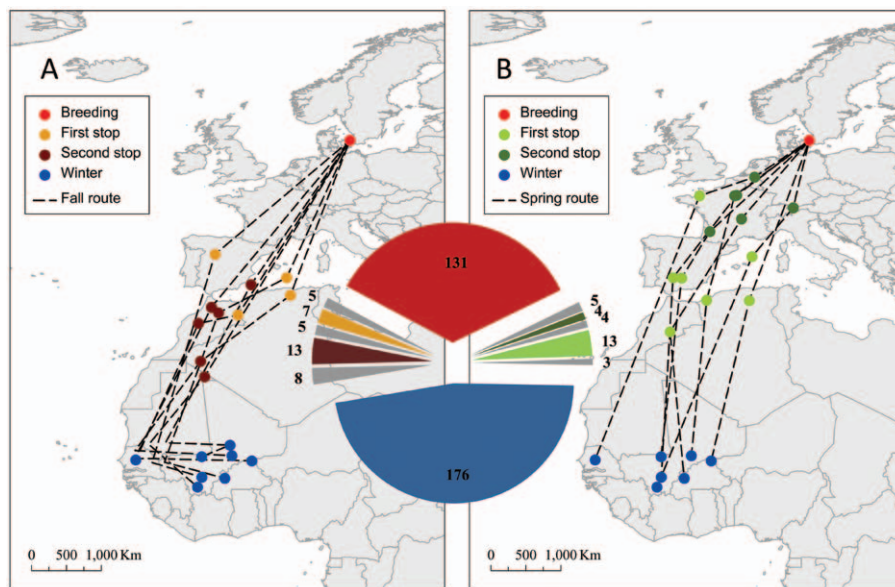 A
Breeding
First stop
Second stop
Winter
Fall route
B
Breeding
First stop
Second stop
Winter
Spring route
131
5
7
5
13
8
5
4
4
13
3
176
0 500 1,000 Km
0 500 1,000 Km